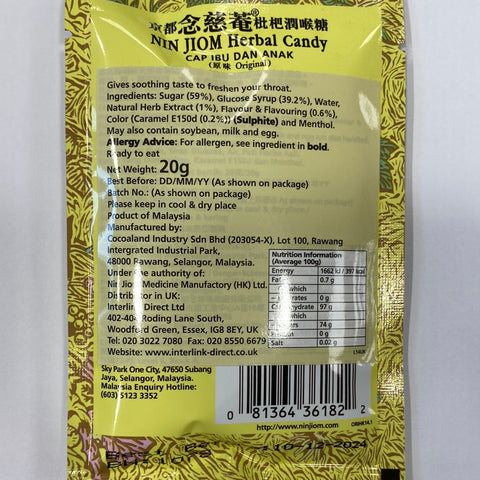 京都念慈菴® 枇杷潤喉糖
NIN JIOM Herbal Candy
CAP IBU DAN ANAK
(原味 Original)
Gives soothing taste to freshen your throat.
Ingredients: Sugar (59%), Glucose Syrup (39.2%), Water,
Natural Herb Extract (1%), Flavour & Flavouring (0.6%),
Color (Caramel E150d (0.2%)) (Sulphite) and Menthol.
May also contain soybean, milk and egg.
Allergy Advice: For allergen, see ingredient in bold.
Ready to eat
Net Weight: 20g
Best Before: DD/MM/YY (As shown on package)
Batch No.: (As shown on package)
Please keep in cool & dry place
Product of Malaysia
Manufactured by:
Cocoaland Industry Sdn Bhd (203054-X), Lot 100, Rawang
Intergrated Industrial Park,
48000 Rawang, Selangor, Malaysia.
Under the authority of:
Nin Medicine Manufactory (HK) Ltd.
Distributor in UK:
Interlink Direct Ltd
402-404 Roding Lane South,
Woodford Green, Essex, IG8 8EY, UK
Tel: 020 3022 7080 Fax: 020 8550 6679
Website: www.interlink-direct.co.uk
Nutrition Information
(Average 100g)
Energy 1662 kJ / 397 kcal
Fat 0.7 g
which
0 g
97 g
which
74 g
0 g
Salt 0.02 g
Sky Park One City, 47650 Subang
Jaya, Selangor, Malaysia.
Malaysia Enquiry Hotline:
(603) 5123 3352
0 81364 36182 2
http://www.ninjiom.com
ORIHK14.1
10-12-2024